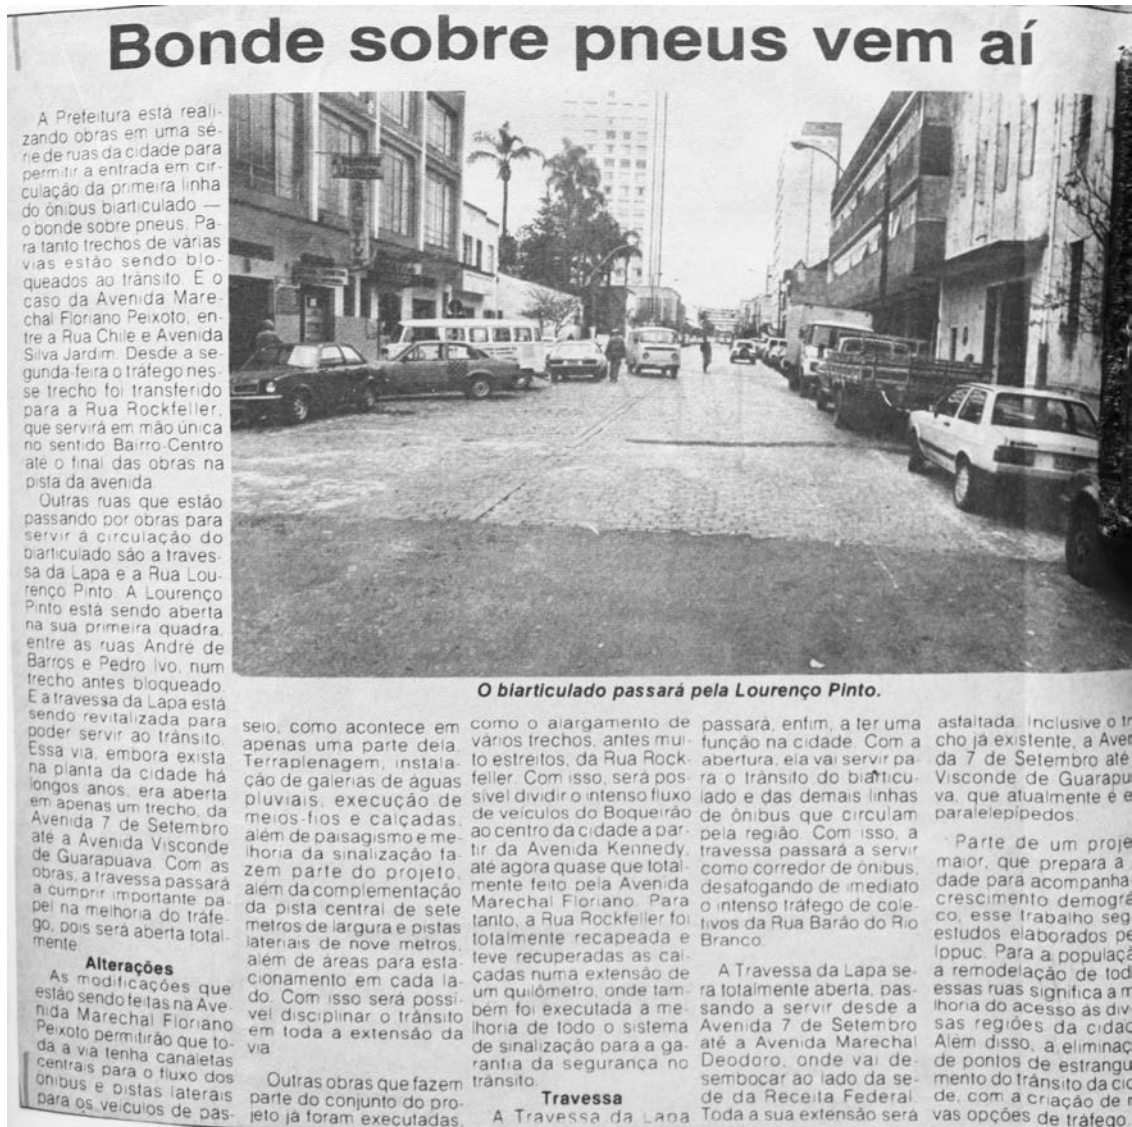 Bonde sobre pneus vem aí
A Prefeitura está reali-
zando obras em uma sé-
rie de ruas da cidade para
permitir a entrada em cir-
culação da primeira linha
do ônibus biarticulado —
o bonde sobre pneus. Pa-
ra tanto trechos de várias
vias estão sendo blo-
queados ao trânsito. É o
caso da Avenida Mare-
chal Floriano Peixoto, en-
tre a Rua Chile e Avenida
Silva Jardim. Desde a se-
gunda-feira o tráfego nes-
se trecho foi transferido
para a Rua Rockfeller,
que servirá em mão única
no sentido Bairro-Centro
até o final das obras na
pista da avenida.
Outras ruas que estão
passando por obras para
servir à circulação do
biarticulado são a traves-
sa da Lapa e a Rua Lou-
renço Pinto. A Lourenço
Pinto está sendo aberta
na sua primeira quadra,
entre as ruas André de
Barros e Pedro Ivo, num
trecho antes bloqueado.
E a travessa da Lapa está
sendo revitalizada para
poder servir ao trânsito.
Essa via, embora exista
na planta da cidade há
longos anos, era aberta
em apenas um trecho, da
Avenida 7 de Setembro
até a Avenida Visconde
de Guarapuava. Com as
obras, a travessa passará
a cumprir importante pa-
pel na melhoria do tráfe-
go, pois será aberta total-
mente.
Alterações
As modificações que
estão sendo feitas na Ave-
nida Marechal Floriano
Peixoto permitirão que to-
da a via tenha canaletas
centrais para o fluxo dos
ônibus e pistas laterais
para os veículos de pas-
O biarticulado passará pela Lourenço Pinto.
seio, como acontece em
apenas uma parte dela.
Terraplenagem, instala-
ção de galerias de águas
pluviais, execução de
meios-fios e calçadas,
além de paisagismo e me-
lhoria da sinalização fa-
zem parte do projeto,
além da complementação
da pista central de sete
metros de largura e pistas
laterais de nove metros,
além de áreas para esta-
cionamento em cada la-
do. Com isso será possí-
vel disciplinar o trânsito
em toda a extensão da
via.
Outras obras que fazem
parte do conjunto do pro-
jeto já foram executadas,
como o alargamento de
vários trechos, antes mui-
to estreitos, da Rua Rock-
feller. Com isso, será pos-
sível dividir o intenso fluxo
de veículos do Boqueirão
ao centro da cidade a par-
tir da Avenida Kennedy,
até agora quase que total-
mente feito pela Avenida
Marechal Floriano. Para
tanto, a Rua Rockfeller foi
totalmente recapeada e
teve recuperadas as cal-
çadas numa extensão de
um quilômetro, onde tam-
bém foi executada a me-
lhoria de todo o sistema
de sinalização para a ga-
rantia da segurança no
trânsito.
Travessa
A Travessa da Lapa
passará, enfim, a ter uma
função na cidade. Com a
abertura, ela vai servir pa-
ra o trânsito do biarticu-
lado e das demais linhas
de ônibus que circulam
pela região. Com isso, a
travessa passará a servir
como corredor de ônibus,
desafogando de imediato
o intenso tráfego de cole-
tivos da Rua Barão do Rio
Branco.
A Travessa da Lapa se-
rá totalmente aberta, pas-
sando a servir desde a
Avenida 7 de Setembro
até a Avenida Marechal
Deodoro, onde vai de-
sembocar ao lado da se-
de da Receita Federal.
Toda a sua extensão será
asfaltada. Inclusive o tr
cho já existente, a Aven
da 7 de Setembro até
Visconde de Guarapu
va, que atualmente é e
paralelepípedos.
Parte de um proje
maior, que prepara a
dade para acompanha
crescimento demográ
co, esse trabalho seg
estudos elaborados pe
Ippuc. Para a populaçã
a remodelação de tod
essas ruas significa a m
lhoria do acesso às div
sas regiões da cidad
Além disso, a eliminaç
de pontos de estrangu
mento do trânsito da cid
de, com a criação de n
vas opções de tráfego.